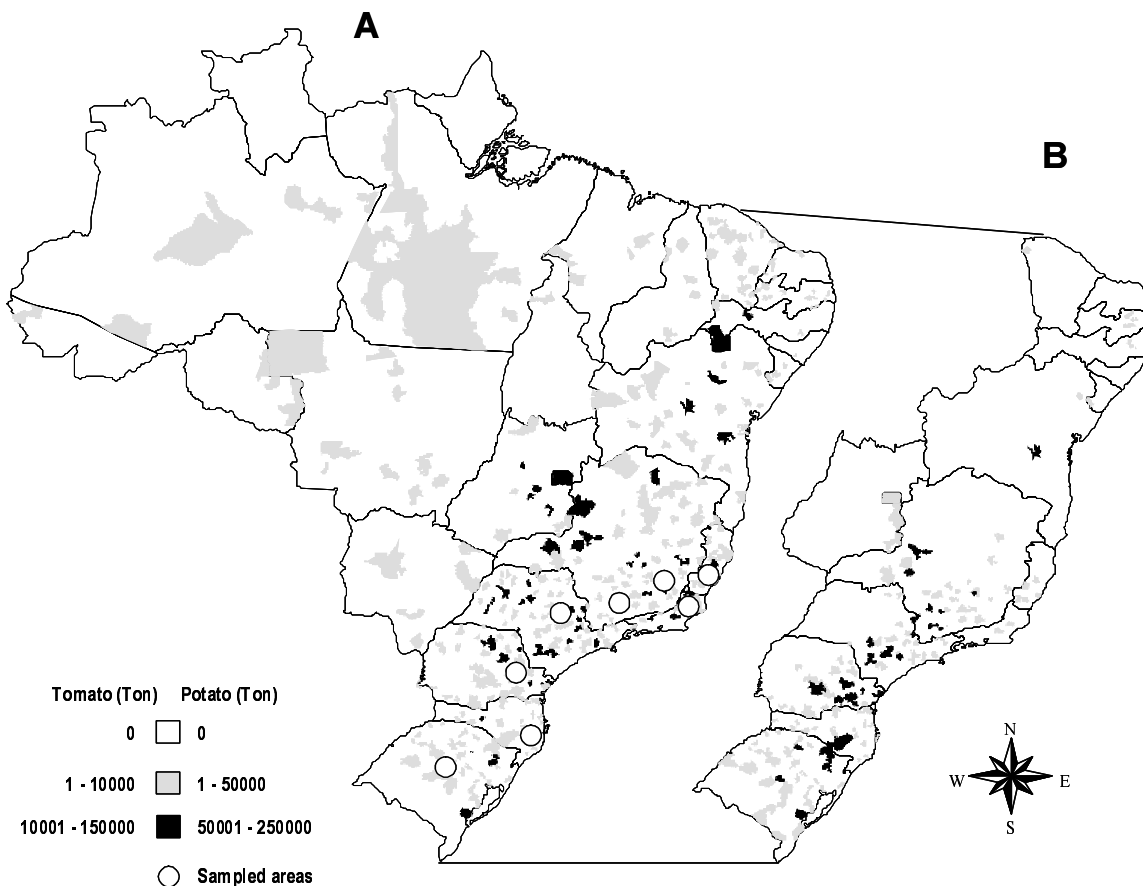 A
B
Tomato (Ton) Potato (Ton)
0 0
1 - 10000 1 - 50000
10001 - 150000 50001 - 250000
Sampled areas
N
W E
S